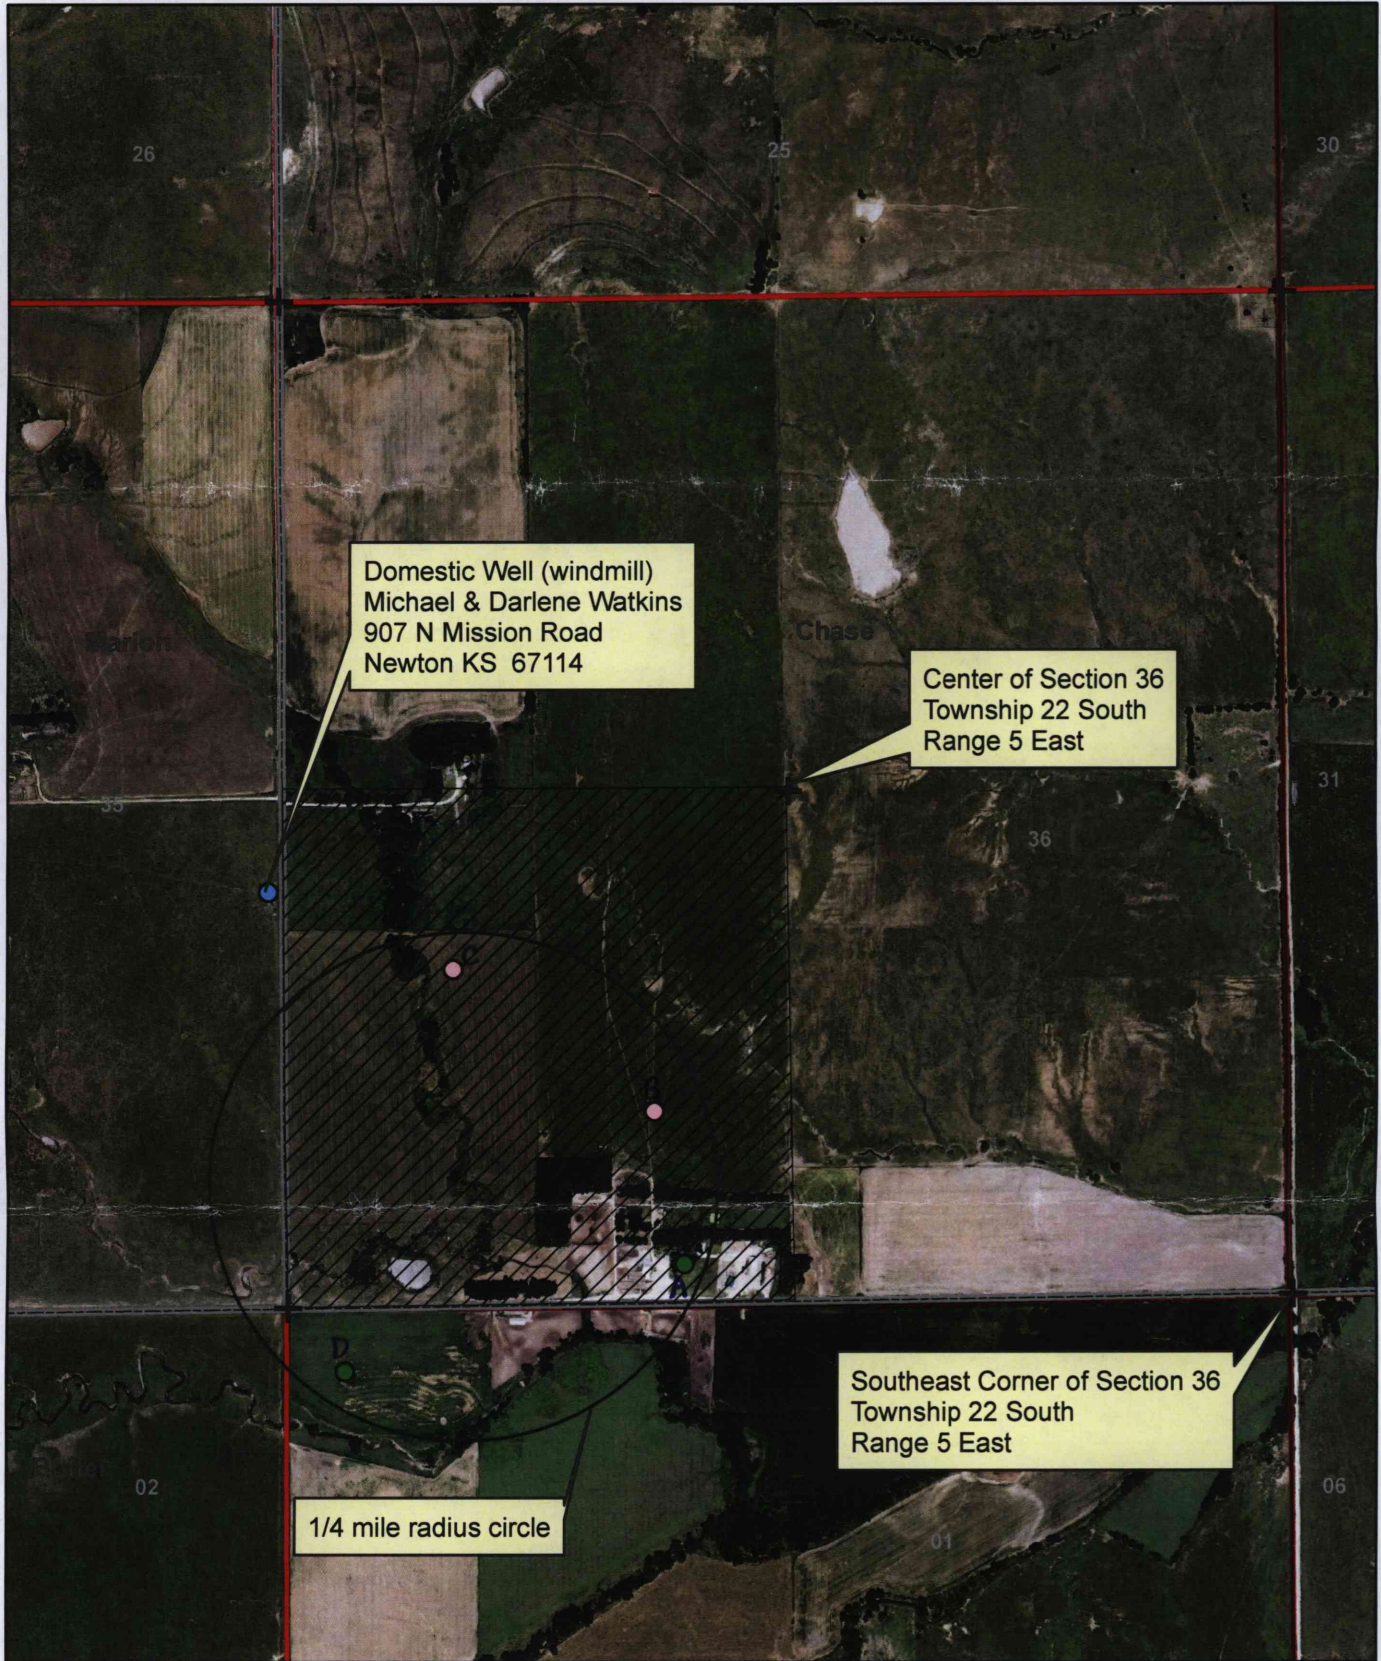 26
25
30
Domestic Well (windmill)
Michael & Darlene Watkins
907 N Mission Road
Newton KS 67114
Marion
Chase
Center of Section 36
Township 22 South
Range 5 East
35
31
36
C
B
A
D
Southeast Corner of Section 36
Township 22 South
Range 5 East
02
06
1/4 mile radius circle
01